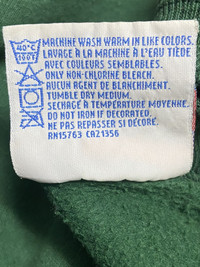 40°C
100F
MACHINE WASH WARM IN LIKE COLORS.
LAVAGE À LA MACHINE À L'EAU TIÈDE
AVEC COULEURS SEMBLABLES.
ONLY NON-CHLORINE BLEACH.
AUCUN AGENT DE BLANCHIMENT.
TUMBLE DRY MEDIUM.
SECHAGE À TEMPÉRATURE MOYENNE.
DO NOT IRON IF DECORATED.
NE PAS REPASSER SI DÉCORÉ.
RN15763 CA21356